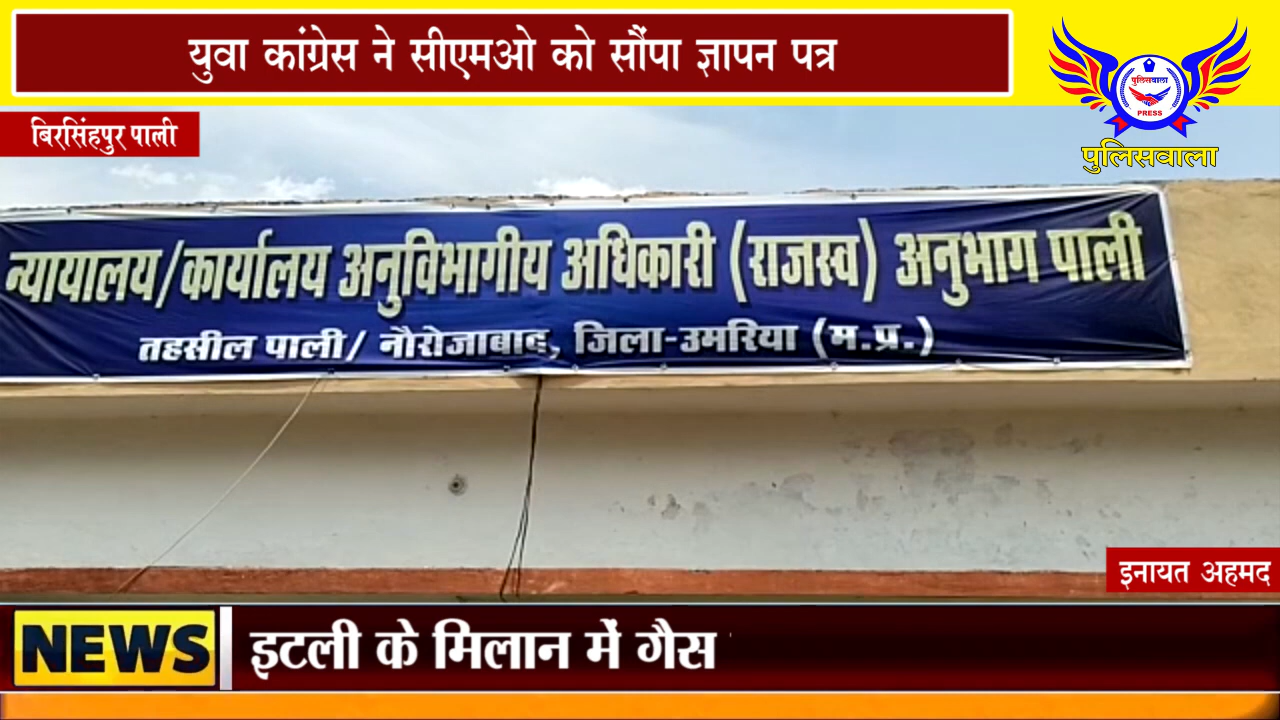 युवा कांग्रेस ने सीएमओ को सौंपा ज्ञापन पत्र
पुलिसवाला
PRESS
पुलिसवाला
बिरसिंहपुर पाली
न्यायालय/कार्यालय अनुविभागीय अधिकारी (राजस्व) अनुभाग पाली
तहसील पाली/ नौरोजाबाद, जिला-उमरिया (म.प्र.)
इनायत अहमद
NEWS
इटली के मिलान में गैस